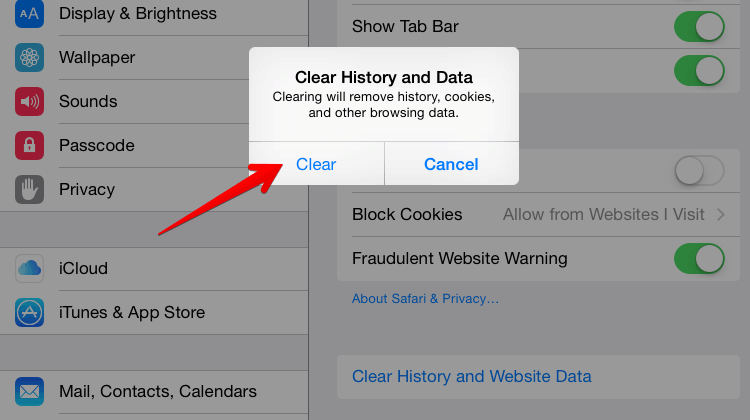 Display & Brightness
Wallpaper
Sounds
Passcode
Privacy
iCloud
iTunes & App Store
Mail, Contacts, Calendars
Show Tab Bar
Clear History and Data
Clearing will remove history, cookies,
and other browsing data.
Clear
Cancel
Block Cookies Allow from Websites I Visit
Fraudulent Website Warning
About Safari & Privacy...
Clear History and Website Data